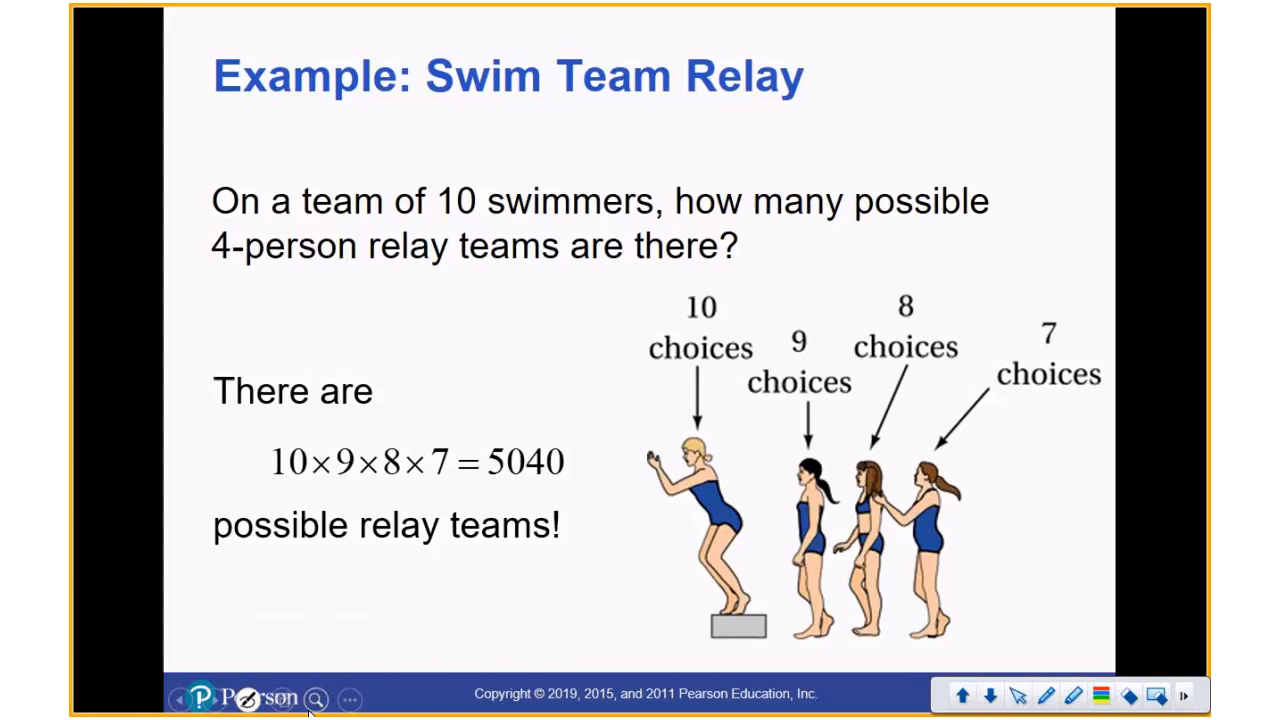 Example: Swim Team Relay
On a team of 10 swimmers, how many possible
4-person relay teams are there?
10
choices
9
choices
8
choices
7
choices
There are
10×9×8×7 = 5040
possible relay teams!
Pearson
Copyright © 2019, 2015, and 2011 Pearson Education, Inc.